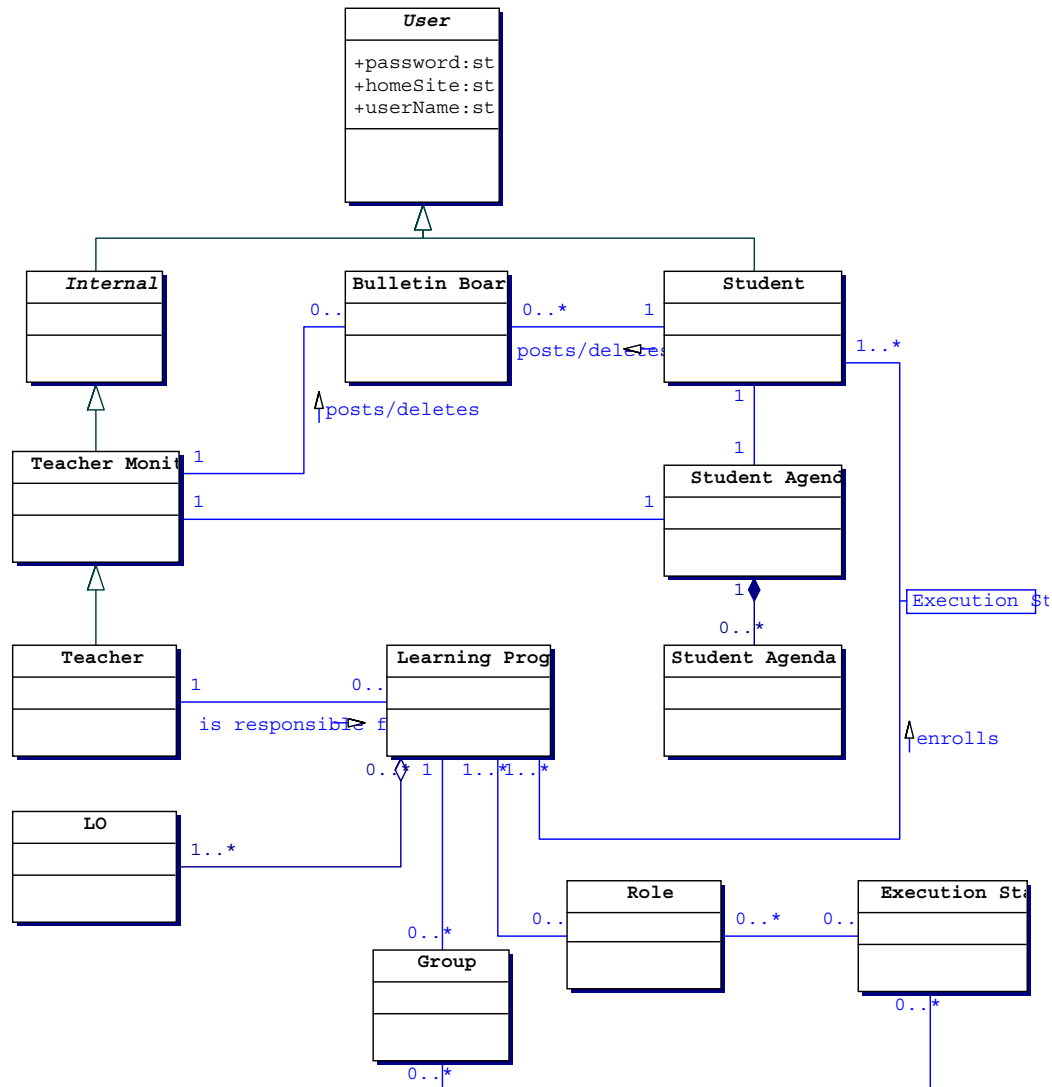 User
+password:st
+homeSite:st
+userName:st
Internal
Bulletin Boar
Student
0..
0..*
1
posts/deletes
1..*
posts/deletes
1
1
Teacher Monit
1
Student Agend
1
1
1
0..*
Execution St
Teacher
Learning Prog
Student Agenda
1
0..
is responsible f
enrolls
0..*
1
1..*
1..*
LO
1..*
Role
Execution Sta
0..
0..*
0..
0..*
Group
0..*
0..*